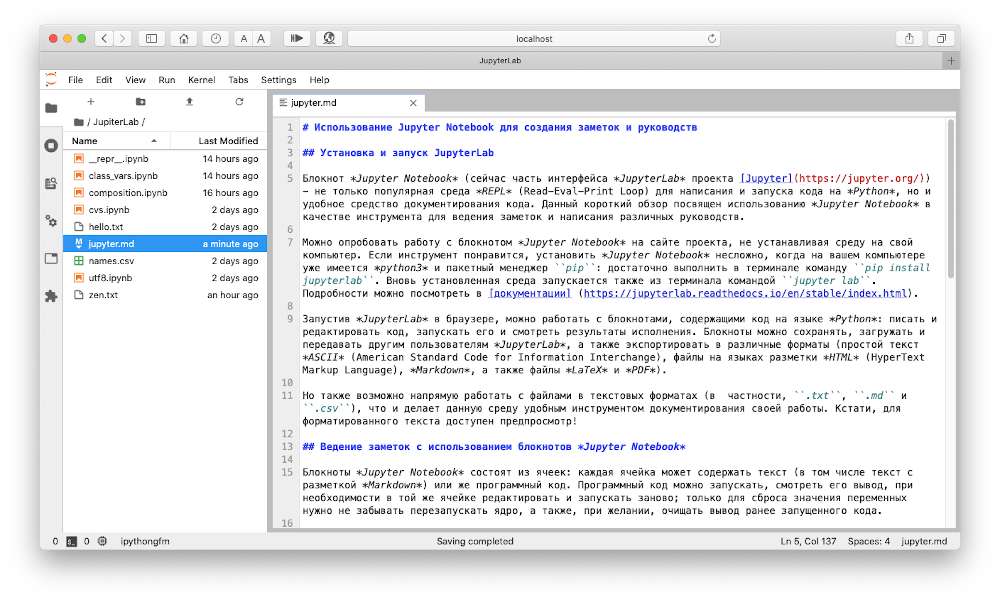 localhost
A A
JupyterLab
File Edit View Run Kernel Tabs Settings Help
/ JupiterLab /
Name Last Modified
__repr__.ipynb 14 hours ago
class_vars.ipynb 14 hours ago
composition.ipynb 16 hours ago
cvs.ipynb 2 days ago
hello.txt 2 days ago
jupyter.md a minute ago
names.csv 2 days ago
utf8.ipynb 2 days ago
zen.txt an hour ago
jupyter.md
1 # Использование Jupyter Notebook для создания заметок и руководств
2
3 ## Установка и запуск JupyterLab
4
5 Блокнот *Jupyter Notebook* (сейчас часть интерфейса *JupyterLab* проекта [Jupyter](https://jupyter.org/))
– не только популярная среда *REPL* (Read-Eval-Print Loop) для написания и запуска кода на *Python*, но и
удобное средство документирования кода. Данный короткий обзор посвящен использованию *Jupyter Notebook* в
качестве инструмента для ведения заметок и написания различных руководств.
6
7 Можно опробовать работу с блокнотом *Jupyter Notebook* на сайте проекта, не устанавливая среду на свой
компьютер. Если инструмент понравится, установить *Jupyter Notebook* несложно, когда на вашем компьютере
уже имеется *python3* и пакетный менеджер ``pip``: достаточно выполнить в терминале команду ``pip install
jupyterlab``. Вновь установленная среда запускается также из терминала командой ``jupyter lab``.
Подробности можно посмотреть в [документации] (https://jupyterlab.readthedocs.io/en/stable/index.html).
8
9 Запустив *JupyterLab* в браузере, можно работать с блокнотами, содержащими код на языке *Python*: писать и
редактировать код, запускать его и смотреть результаты исполнения. Блокноты можно сохранять, загружать и
передавать другим пользователям *JupyterLab*, а также экспортировать в различные форматы (простой текст
*ASCII* (American Standard Code for Information Interchange), файлы на языках разметки *HTML* (HyperText
Markup Language), *Markdown*, а также файлы *LaTeX* и *PDF*).
10
11 Но также возможно напрямую работать с файлами в текстовых форматах (в  частности, ``.txt``, ``.md`` и
``.csv``), что и делает данную среду удобным инструментом документирования своей работы. Кстати, для
форматированного текста доступен предпросмотр!
12
13 ## Ведение заметок с использованием блокнотов *Jupyter Notebook*
14
15 Блокноты *Jupyter Notebook* состоят из ячеек: каждая ячейка может содержать текст (в том числе текст с
разметкой *Markdown*) или же программный код. Программный код можно запускать, смотреть его вывод, при
необходимости в той же ячейке редактировать и запускать заново; только для сброса значения переменных
нужно не забывать перезапускать ядро, а также, при желании, очищать вывод ранее запущенного кода.
16
0 0 ipythongfm Saving completed Ln 5, Col 137 Spaces: 4 jupyter.md